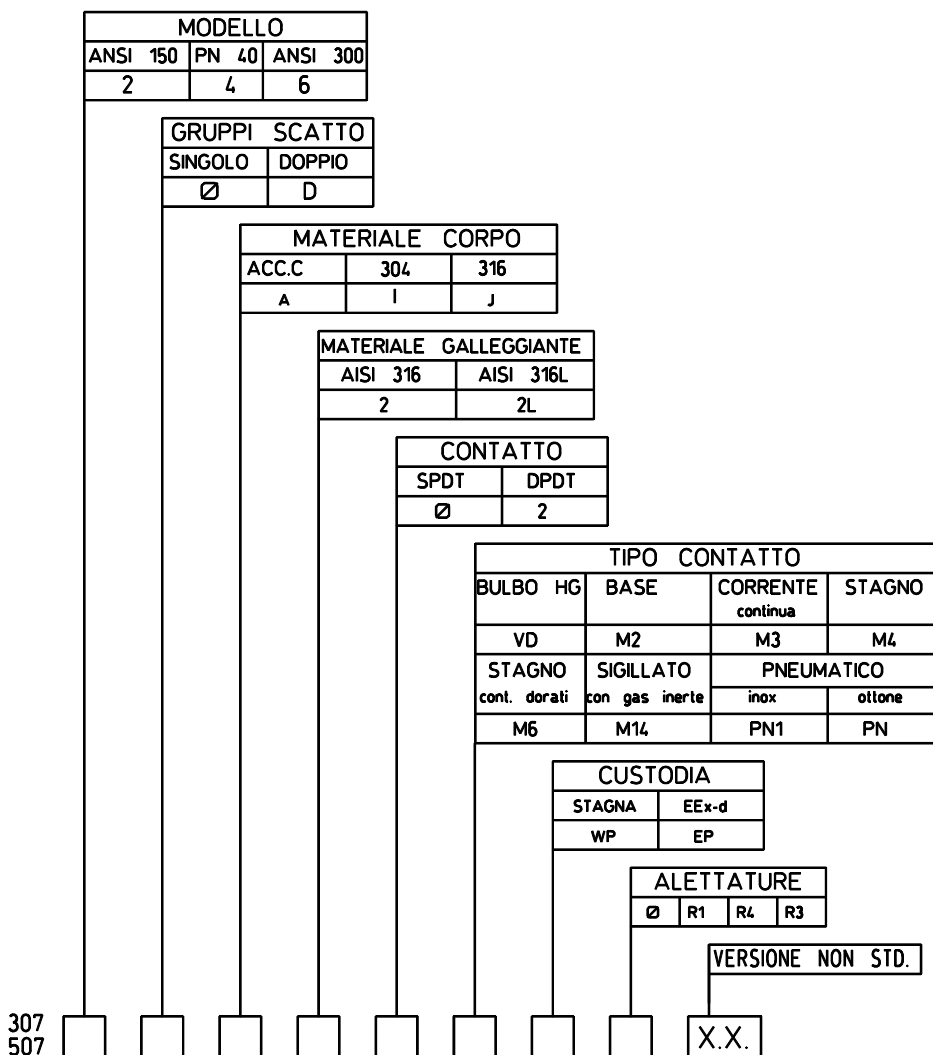 MODELLO
ANSI 150 PN 40 ANSI 300
2 4 6
GRUPPI SCATTO
SINGOLO DOPPIO
Ø D
MATERIALE CORPO
ACC.C 304 316
A I J
MATERIALE GALLEGGIANTE
AISI 316 AISI 316L
2 2L
CONTATTO
SPDT DPDT
Ø 2
TIPO CONTATTO
BULBO HG BASE CORRENTE STAGNO
continua
VD M2 M3 M4
STAGNO SIGILLATO PNEUMATICO
cont. dorati con gas inerte inox ottone
M6 M14 PN1 PN
CUSTODIA
STAGNA EEx-d
WP EP
ALETTATURE
Ø R1 R4 R3
VERSIONE NON STD.
307
507 X.X.